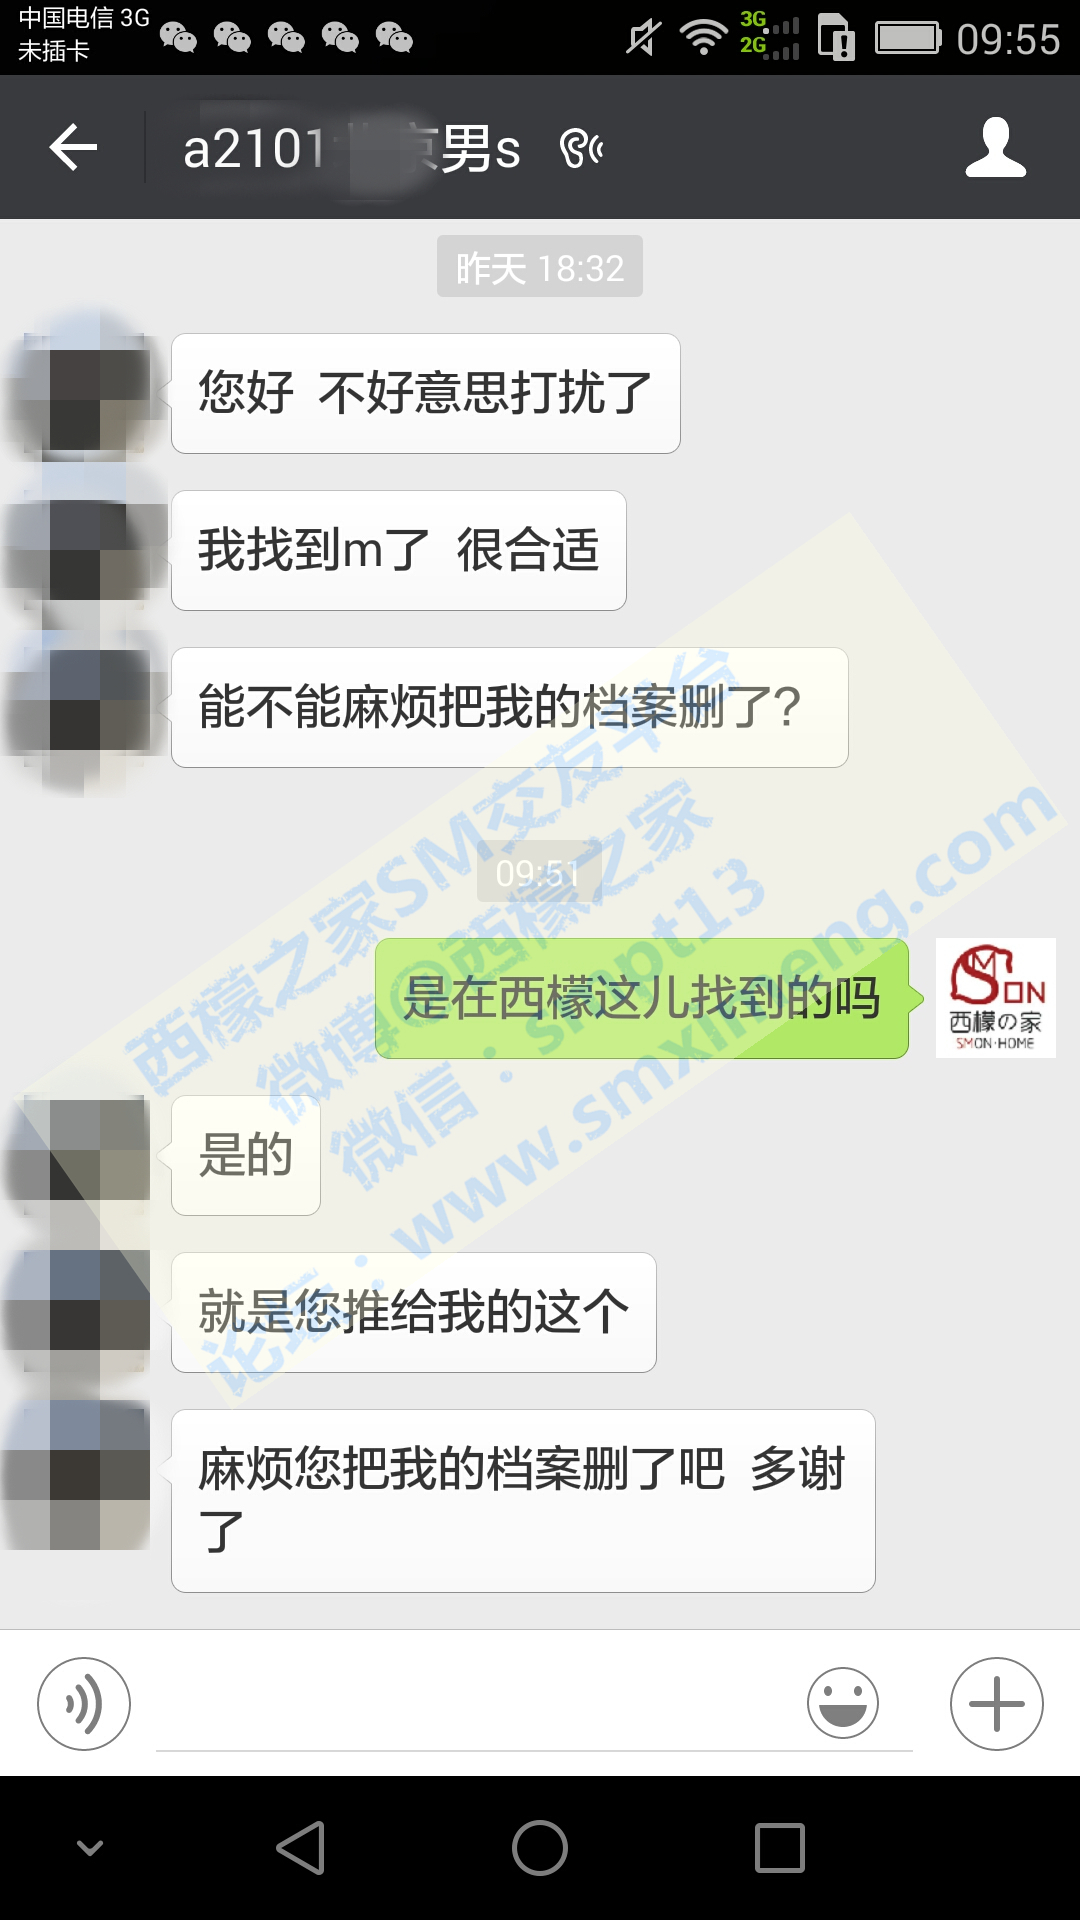 中国电信 3G
未插卡
3G
2G
09:55
a2101 京男s
昨天 18:32
您好 不好意思打扰了
我找到m了 很合适
能不能麻烦把我的档案删了?
09:51
是在西檬这儿找到的吗
SMON
西檬の家
SMON·HOME
是的
就是您推给我的这个
麻烦您把我的档案删了吧 多谢
了
西檬之家SM交友平台
微博@西檬之家
微信：smpt13
论坛：www.smximeng.com